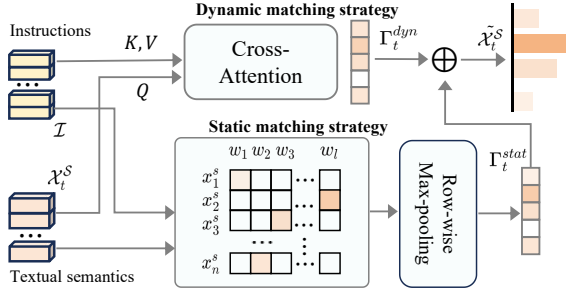 Dynamic matching strategy
Instructions
K, V
Q
Cross-
Attention
Γ_t^{dyn}
⊕
\tilde{𝒳}_t^𝒮
ℐ
Static matching strategy
w_1 w_2 w_3 ... w_l
x_1^s
x_2^s
x_3^s
x_n^s
Row-wise
Max-pooling
Γ_t^{stat}
𝒳_t^𝒮
Textual semantics